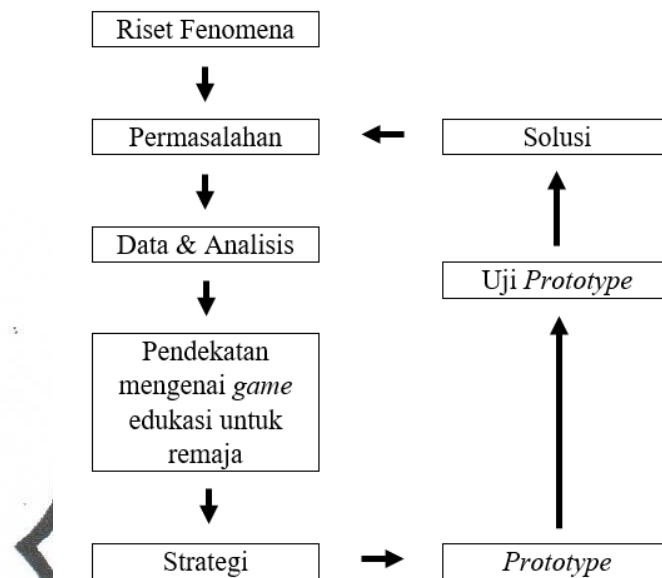 Riset Fenomena
Permasalahan
Data & Analisis
Pendekatan
mengenai game
edukasi untuk
remaja
Strategi
Prototype
Uji Prototype
Solusi